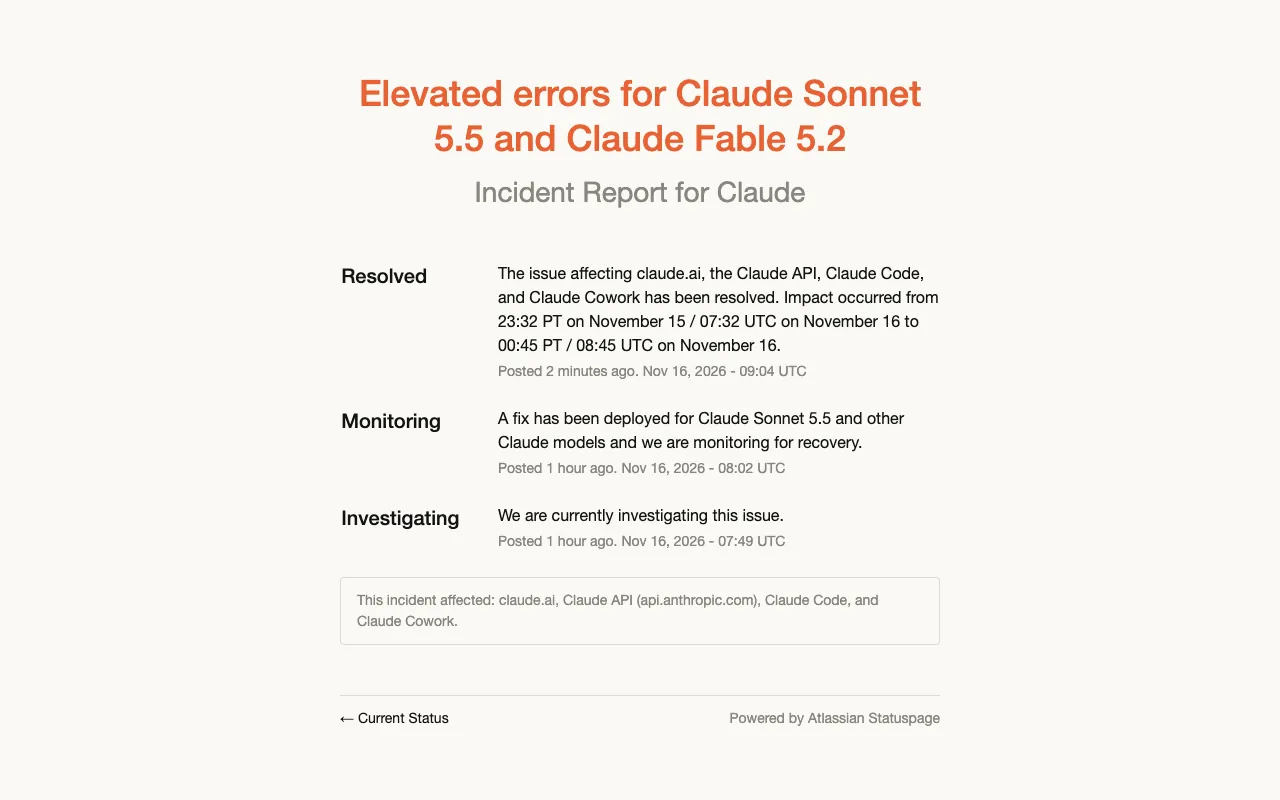 Elevated errors for Claude Sonnet
5.5 and Claude Fable 5.2
Incident Report for Claude
Resolved
The issue affecting claude.ai, the Claude API, Claude Code,
and Claude Cowork has been resolved. Impact occurred from
23:32 PT on November 15 / 07:32 UTC on November 16 to
00:45 PT / 08:45 UTC on November 16.
Posted 2 minutes ago. Nov 16, 2026 - 09:04 UTC
Monitoring
A fix has been deployed for Claude Sonnet 5.5 and other
Claude models and we are monitoring for recovery.
Posted 1 hour ago. Nov 16, 2026 - 08:02 UTC
Investigating
We are currently investigating this issue.
Posted 1 hour ago. Nov 16, 2026 - 07:49 UTC
This incident affected: claude.ai, Claude API (api.anthropic.com), Claude Code, and
Claude Cowork.
← Current Status
Powered by Atlassian Statuspage